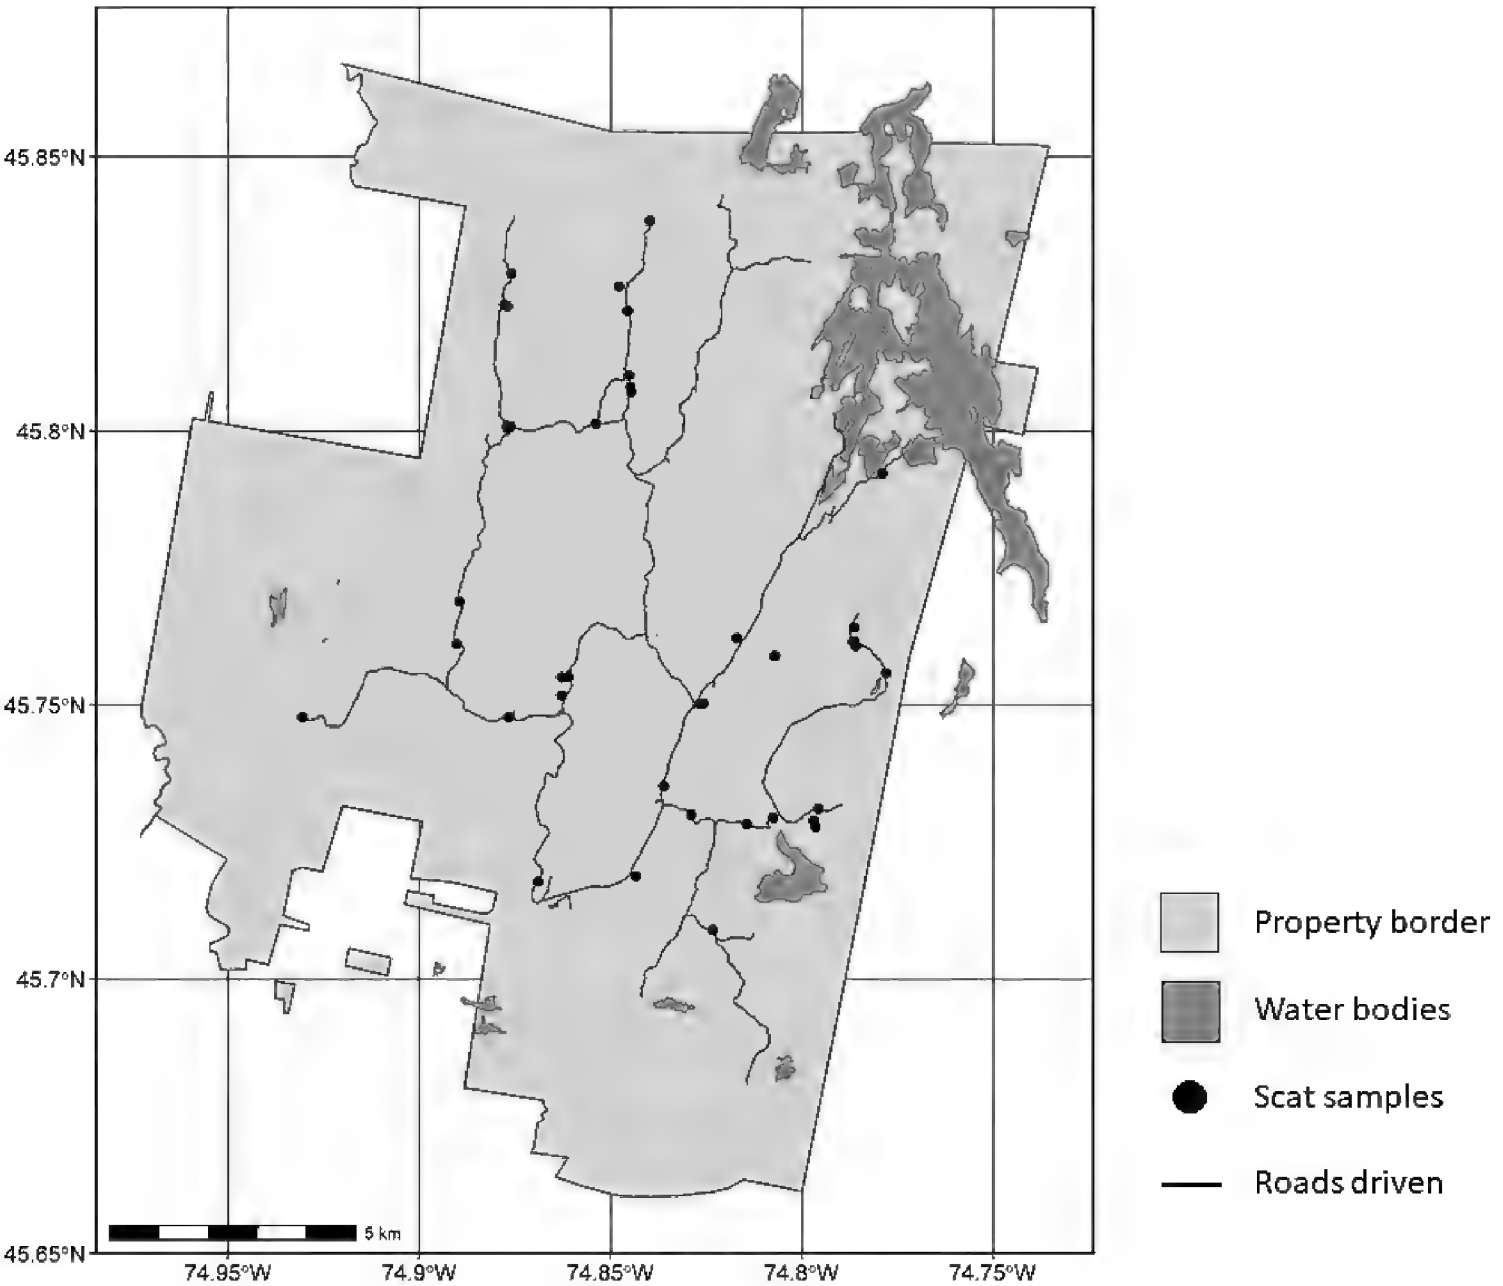 45.85°N
45.8°N
45.75°N
45.7°N
45.65°N
74.95°W
74.9°W
74.85°W
74.8°W
74.75°W
5 km
Property border
Water bodies
Scat samples
Roads driven